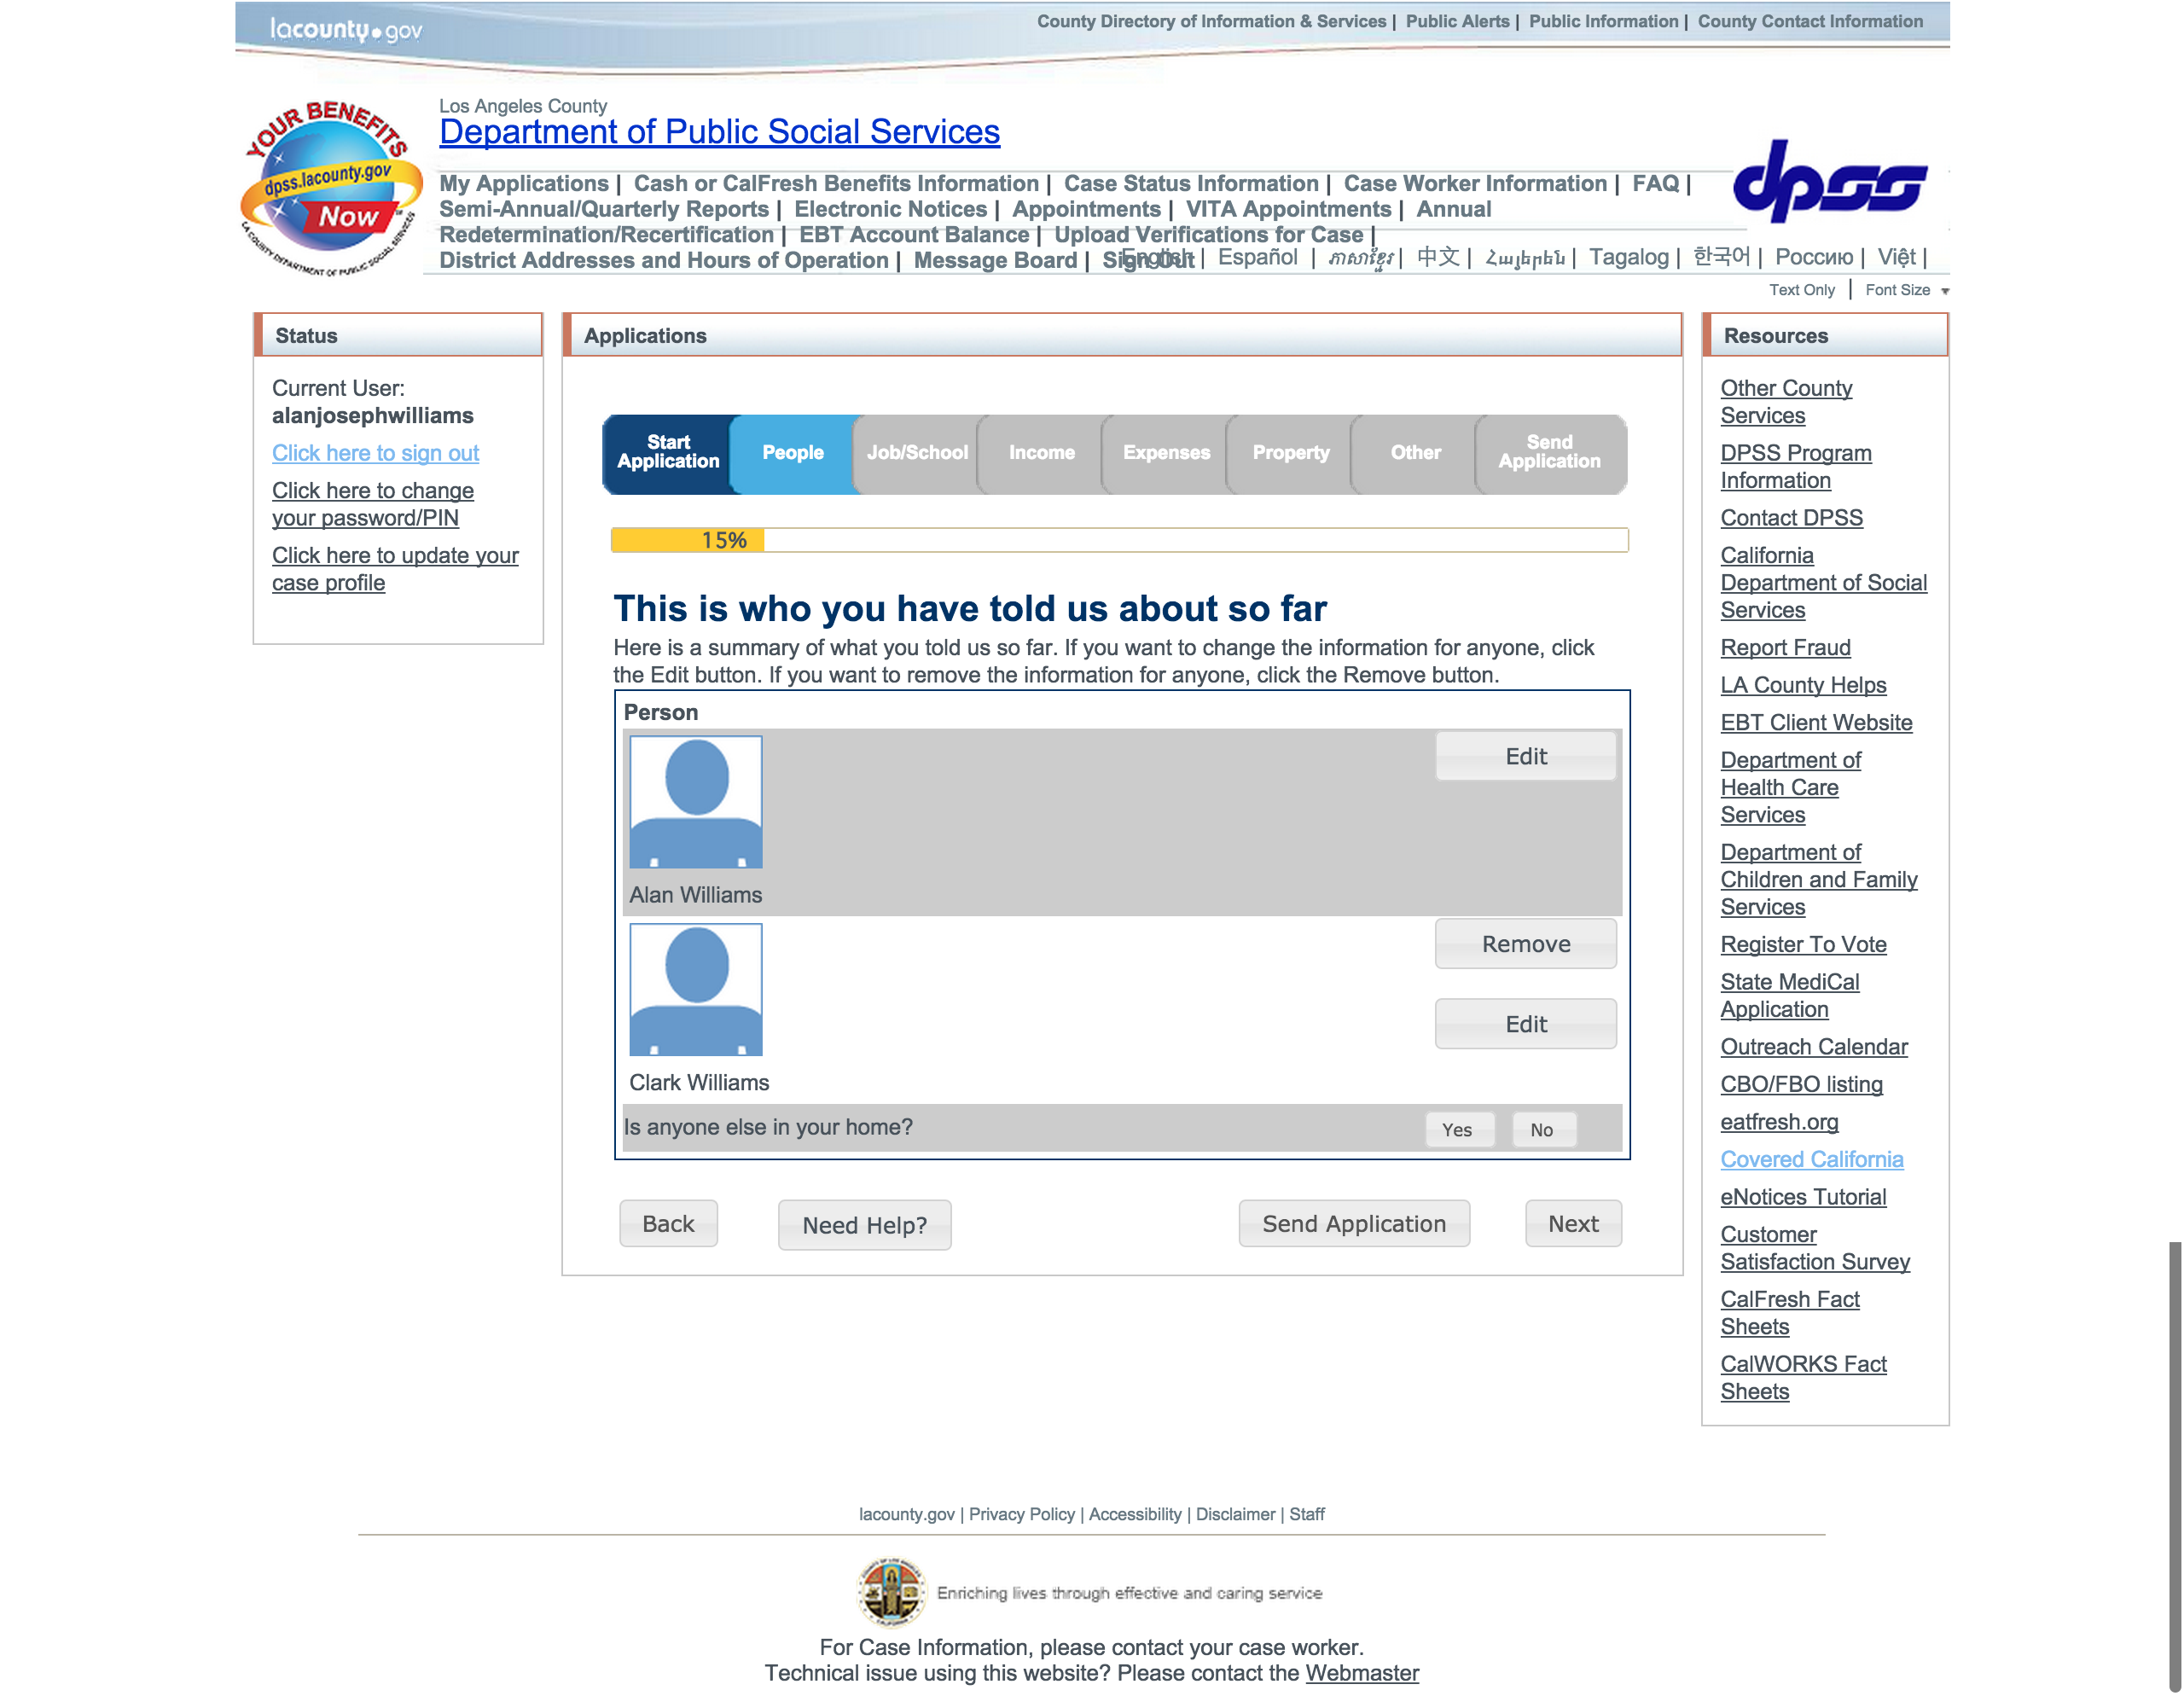 lacounty.gov
County Directory of Information & Services | Public Alerts | Public Information | County Contact Information
YOUR BENEFITS
dpss.lacounty.gov
Now
LA COUNTY DEPARTMENT OF PUBLIC SOCIAL SERVICES
Los Angeles County
Department of Public Social Services
dpss
My Applications | Cash or CalFresh Benefits Information | Case Status Information | Case Worker Information | FAQ |
Semi-Annual/Quarterly Reports | Electronic Notices | Appointments | VITA Appointments | Annual
Redetermination/Recertification | EBT Account Balance | Upload Verifications for Case |
District Addresses and Hours of Operation | Message Board | Sign Out
English | Español | ភាសាខ្មែរ | 中文 | Հայերեն | Tagalog | 한국어 | Россию | Việt |
Text Only | Font Size
Status
Current User:
alanjosephwilliams
Click here to sign out
Click here to change
your password/PIN
Click here to update your
case profile
Applications
Start
Application
People
Job/School
Income
Expenses
Property
Other
Send
Application
15%
This is who you have told us about so far
Here is a summary of what you told us so far. If you want to change the information for anyone, click
the Edit button. If you want to remove the information for anyone, click the Remove button.
Person
Edit
Alan Williams
Remove
Edit
Clark Williams
Is anyone else in your home?
Yes
No
Back
Need Help?
Send Application
Next
Resources
Other County
Services
DPSS Program
Information
Contact DPSS
California
Department of Social
Services
Report Fraud
LA County Helps
EBT Client Website
Department of
Health Care
Services
Department of
Children and Family
Services
Register To Vote
State MediCal
Application
Outreach Calendar
CBO/FBO listing
eatfresh.org
Covered California
eNotices Tutorial
Customer
Satisfaction Survey
CalFresh Fact
Sheets
CalWORKS Fact
Sheets
lacounty.gov | Privacy Policy | Accessibility | Disclaimer | Staff
Enriching lives through effective and caring service
For Case Information, please contact your case worker.
Technical issue using this website? Please contact the Webmaster